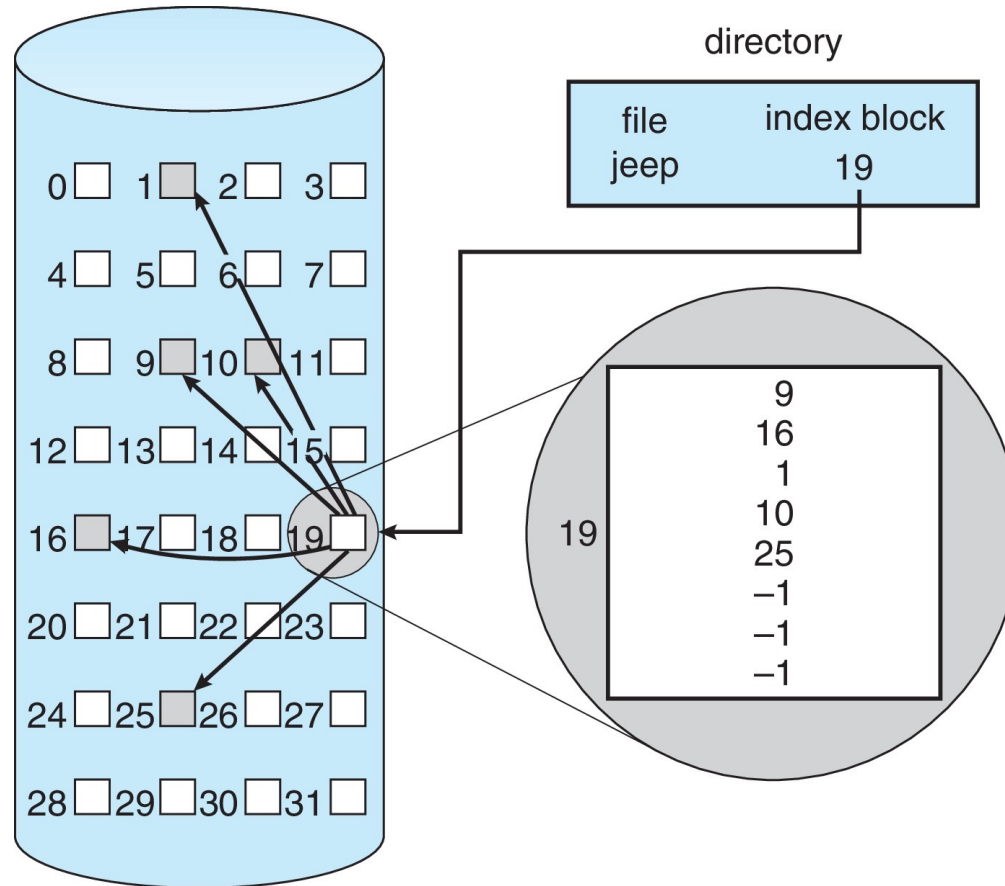 directory
file index block
jeep 19
0 1 2 3
4 5 6 7
8 9 10 11
12 13 14 15
16 17 18 19
20 21 22 23
24 25 26 27
28 29 30 31
19
9
16
1
10
25
–1
–1
–1